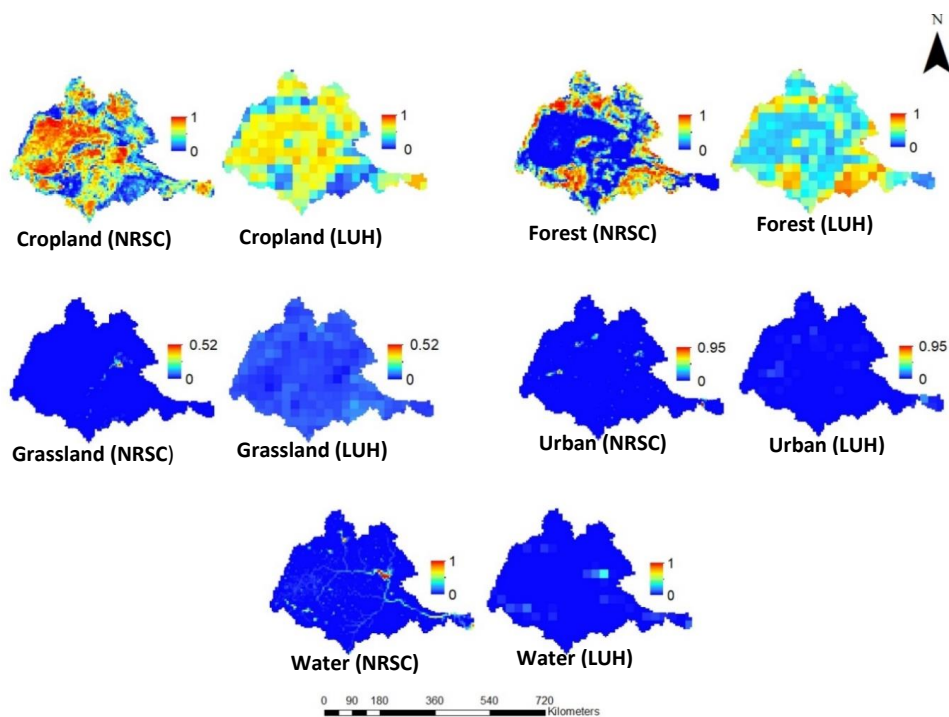 N
1
0
1
0
1
0
1
0
Cropland (NRSC)
Cropland (LUH)
Forest (NRSC)
Forest (LUH)
0.52
0
0.52
0
0.95
0
0.95
0
Grassland (NRSC)
Grassland (LUH)
Urban (NRSC)
Urban (LUH)
1
0
1
0
Water (NRSC)
Water (LUH)
0 90 180 360 540 720
Kilometers